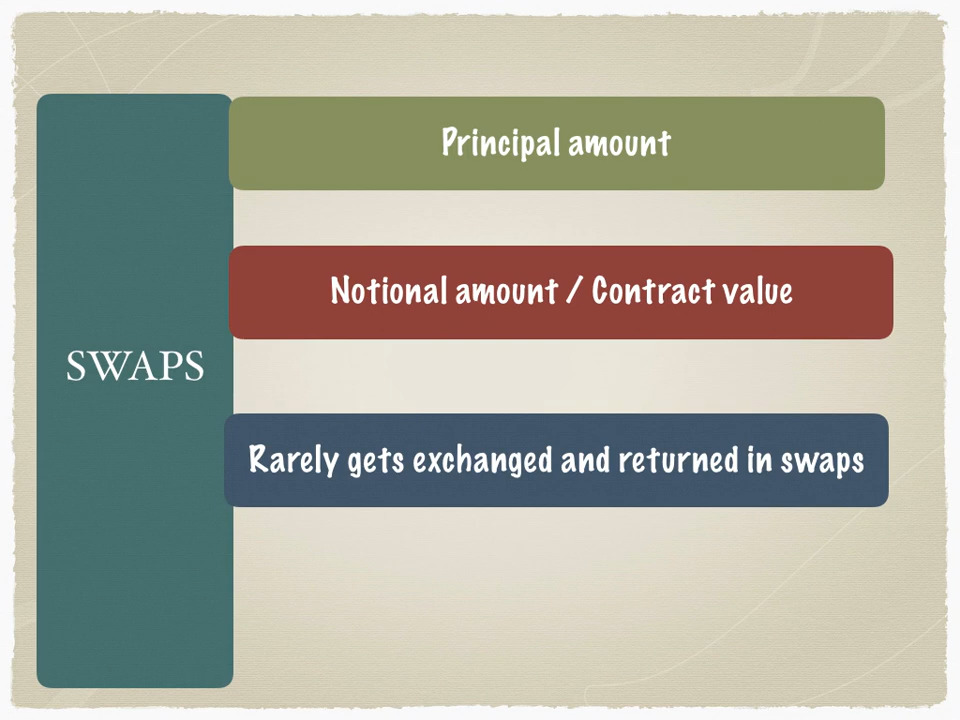 SWAPS
Principal amount
Notional amount / Contract value
Rarely gets exchanged and returned in swaps